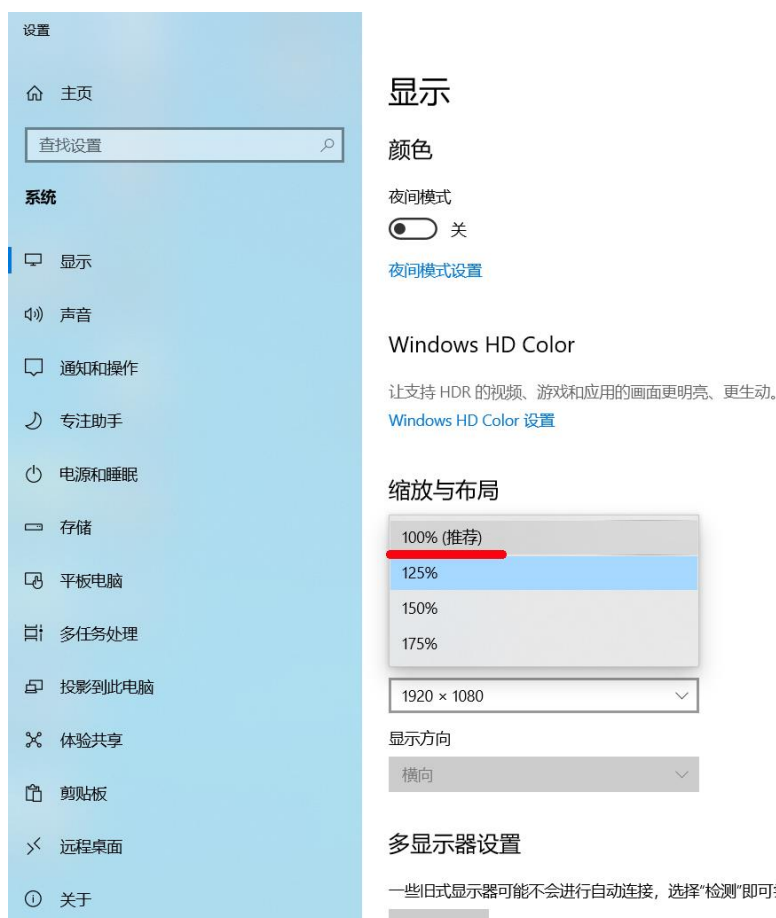 设置
主页
查找设置
系统
显示
声音
通知和操作
专注助手
电源和睡眠
存储
平板电脑
多任务处理
投影到此电脑
体验共享
剪贴板
远程桌面
关于
显示
颜色
夜间模式
关
夜间模式设置
Windows HD Color
让支持 HDR 的视频、游戏和应用的画面更明亮、更生动。
Windows HD Color 设置
缩放与布局
100% (推荐)
125%
150%
175%
1920 × 1080
显示方向
横向
多显示器设置
一些旧式显示器可能不会进行自动连接，选择"检测"即可